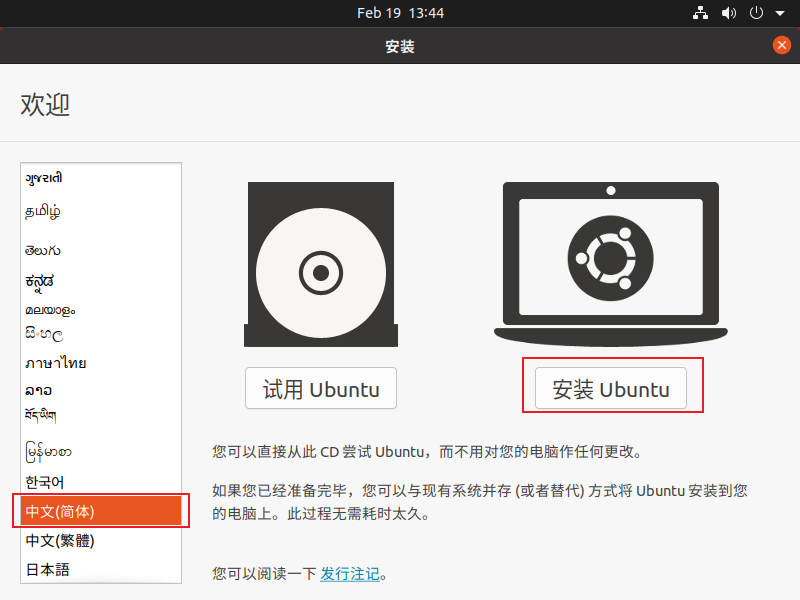 Feb 19 13:44
安装
欢迎
ગુજરાતી
தமிழ்
తెలుగు
ಕನ್ನಡ
മലയാളം
සිංහල
ภาษาไทย
ລາວ
བོད་ཡིག
မြန်မာစာ
한국어
中文(简体)
中文(繁體)
日本語
试用 Ubuntu
安装 Ubuntu
您可以直接从此 CD 尝试 Ubuntu，而不用对您的电脑作任何更改。
如果您已经准备完毕，您可以与现有系统并存 (或者替代) 方式将 Ubuntu 安装到您
的电脑上。此过程无需耗时太久。
您可以阅读一下 发行注记。